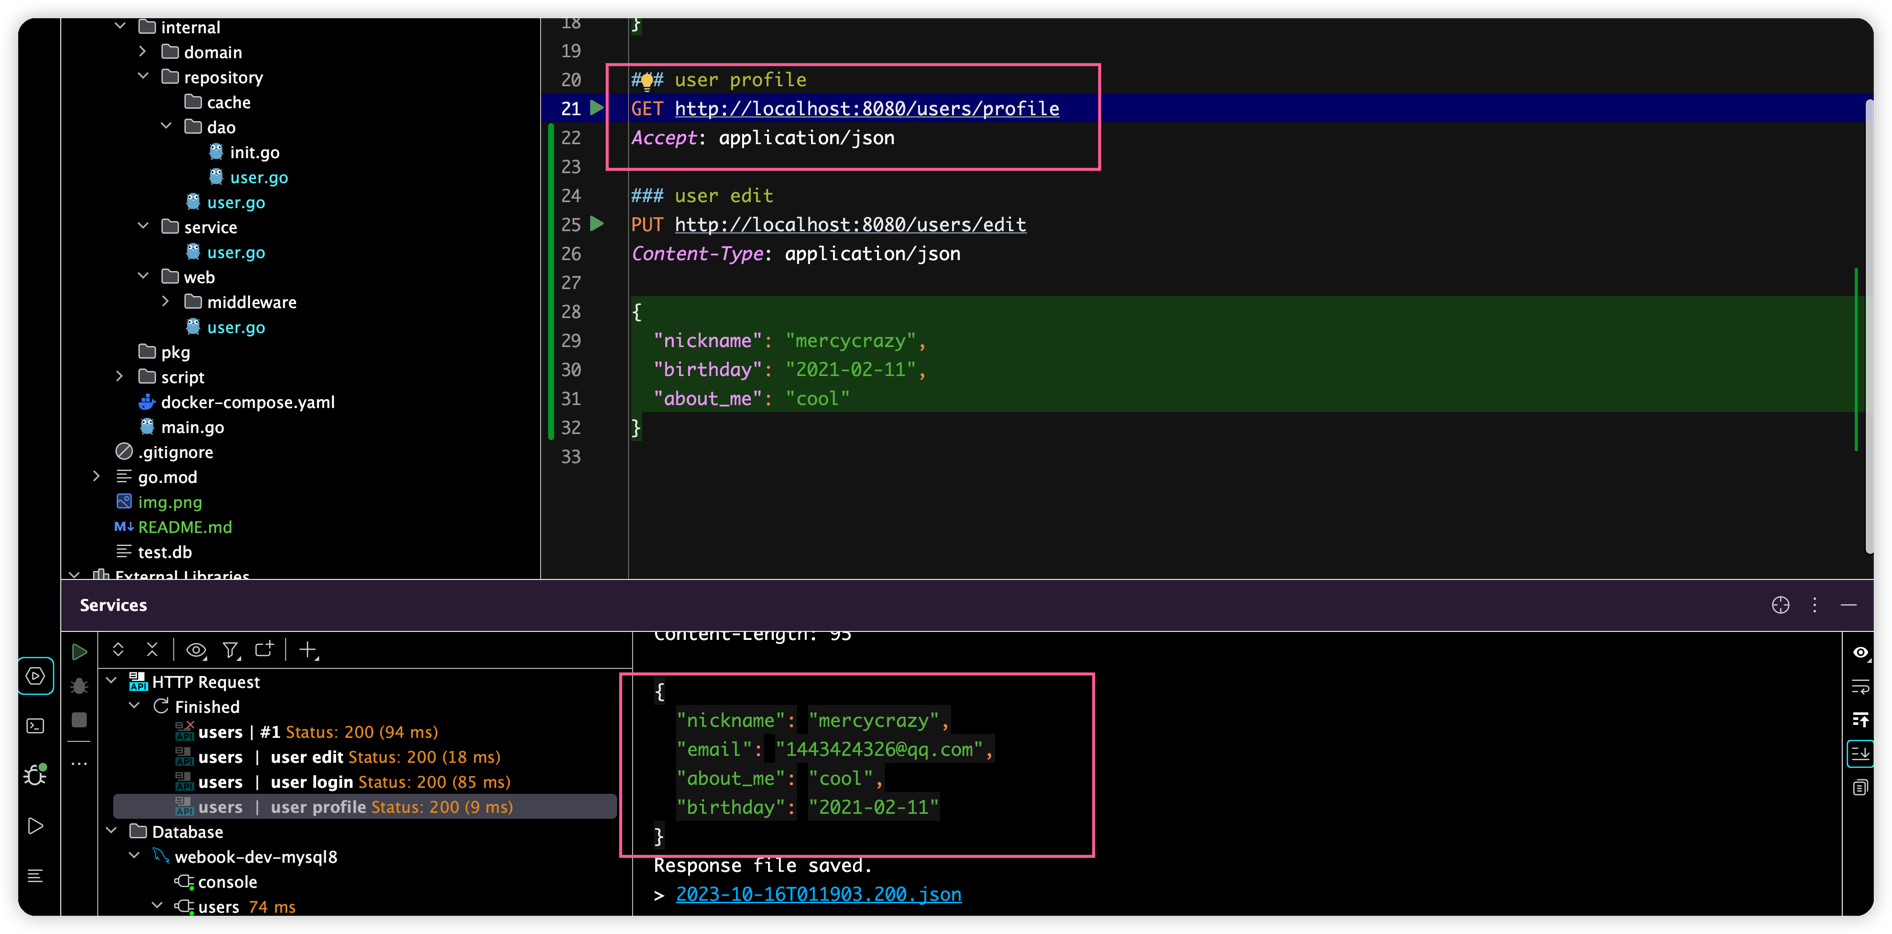 internal
domain
repository
cache
dao
init.go
user.go
user.go
service
user.go
web
middleware
user.go
pkg
script
docker-compose.yaml
main.go
.gitignore
go.mod
img.png
M↓ README.md
test.db
External Libraries
18 }
19
20 ### user profile
21 GET http://localhost:8080/users/profile
22 Accept: application/json
23
24 ### user edit
25 PUT http://localhost:8080/users/edit
26 Content-Type: application/json
27
28 {
29 "nickname": "mercycrazy",
30 "birthday": "2021-02-11",
31 "about_me": "cool"
32 }
33
Services
API HTTP Request
Finished
API users | #1 Status: 200 (94 ms)
API users | user edit Status: 200 (18 ms)
API users | user login Status: 200 (85 ms)
API users | user profile Status: 200 (9 ms)
Database
webook-dev-mysql8
console
users 74 ms
Content-Length: 95
{
"nickname": "mercycrazy",
"email": "1443424326@qq.com",
"about_me": "cool",
"birthday": "2021-02-11"
}
Response file saved.
> 2023-10-16T011903.200.json